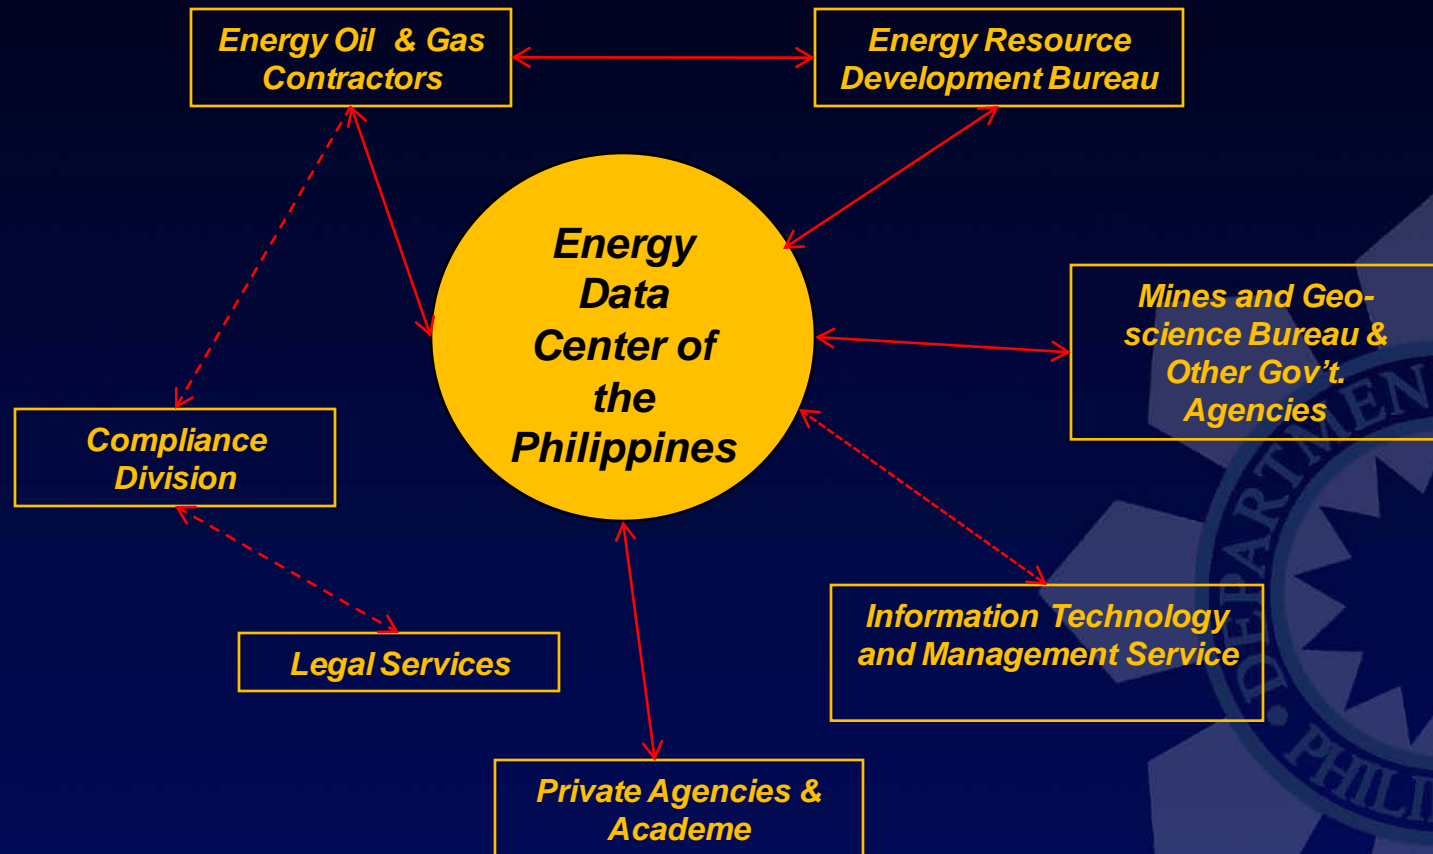 Energy Oil & Gas
Contractors
Energy Resource
Development Bureau
Energy
Data
Center of
the
Philippines
Mines and Geo-
science Bureau &
Other Gov't.
Agencies
Compliance
Division
Information Technology
and Management Service
Legal Services
Private Agencies &
Academe